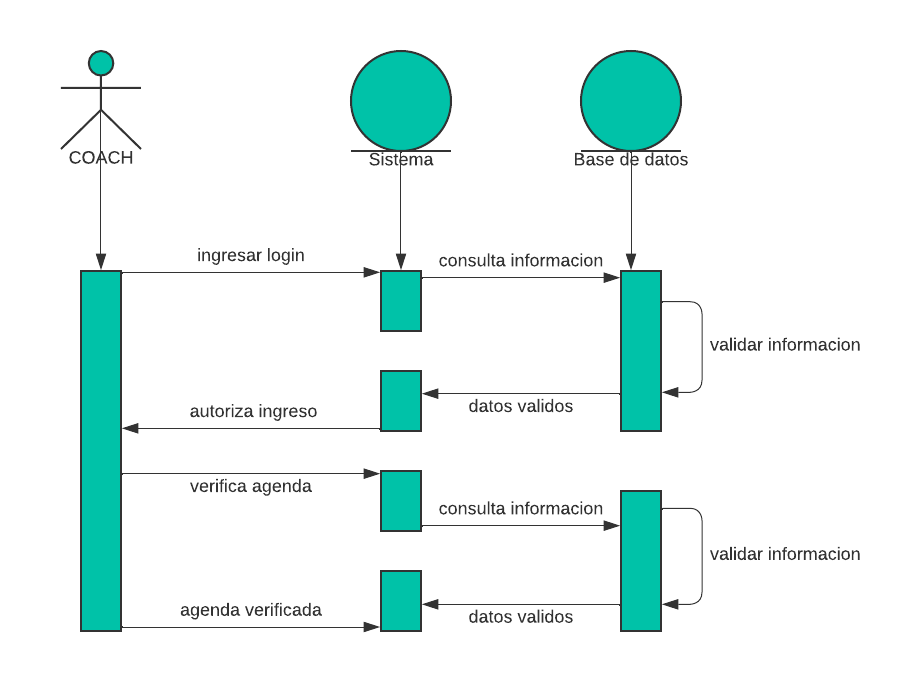 COACH
Sistema
Base de datos
ingresar login
consulta informacion
validar informacion
datos validos
autoriza ingreso
verifica agenda
consulta informacion
validar informacion
agenda verificada
datos validos